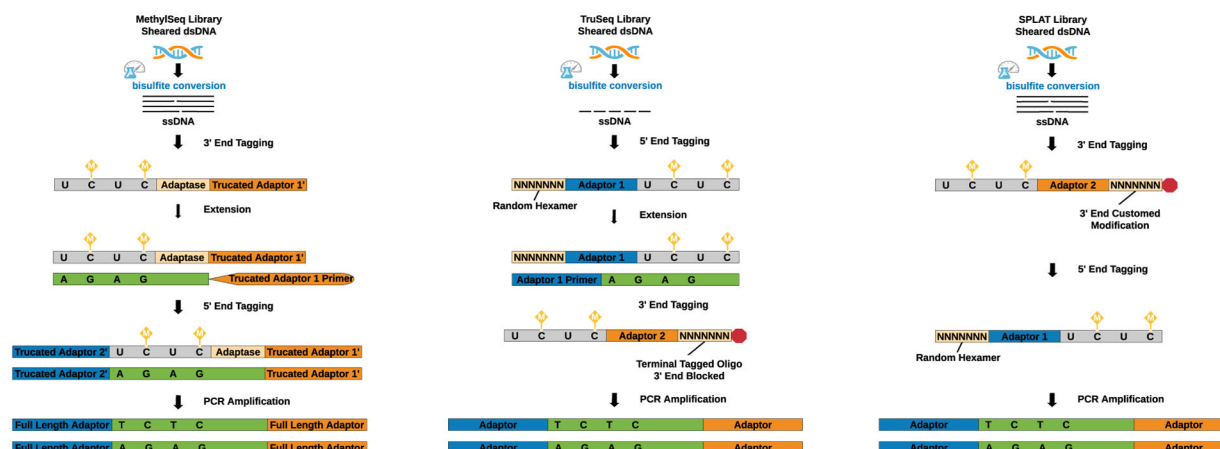 MethylSeq Library
Sheared dsDNA
bisulfite conversion
ssDNA
3' End Tagging
M M
U C U C Adaptase Trucated Adaptor 1'
Extension
M M
U C U C Adaptase Trucated Adaptor 1'
A G A G Trucated Adaptor 1 Primer
5' End Tagging
M M
Trucated Adaptor 2' U C U C Adaptase Trucated Adaptor 1'
Trucated Adaptor 2' A G A G Trucated Adaptor 1'
PCR Amplification
Full Length Adaptor T C T C Full Length Adaptor
Full Length Adaptor A G A G Full Length Adaptor
TruSeq Library
Sheared dsDNA
bisulfite conversion
ssDNA
5' End Tagging
M M
NNNNNNN Adaptor 1 U C U C
Random Hexamer
Extension
M M
NNNNNNN Adaptor 1 U C U C
Adaptor 1 Primer A G A G
3' End Tagging
M M
U C U C Adaptor 2 NNNNNNN
Terminal Tagged Oligo
3' End Blocked
PCR Amplification
Adaptor T C T C Adaptor
Adaptor A G A G Adaptor
SPLAT Library
Sheared dsDNA
bisulfite conversion
ssDNA
3' End Tagging
M M
U C U C Adaptor 2 NNNNNNN
3' End Customed
Modification
5' End Tagging
M M
NNNNNNN Adaptor 1 U C U C
Random Hexamer
PCR Amplification
Adaptor T C T C Adaptor
Adaptor A G A G Adaptor